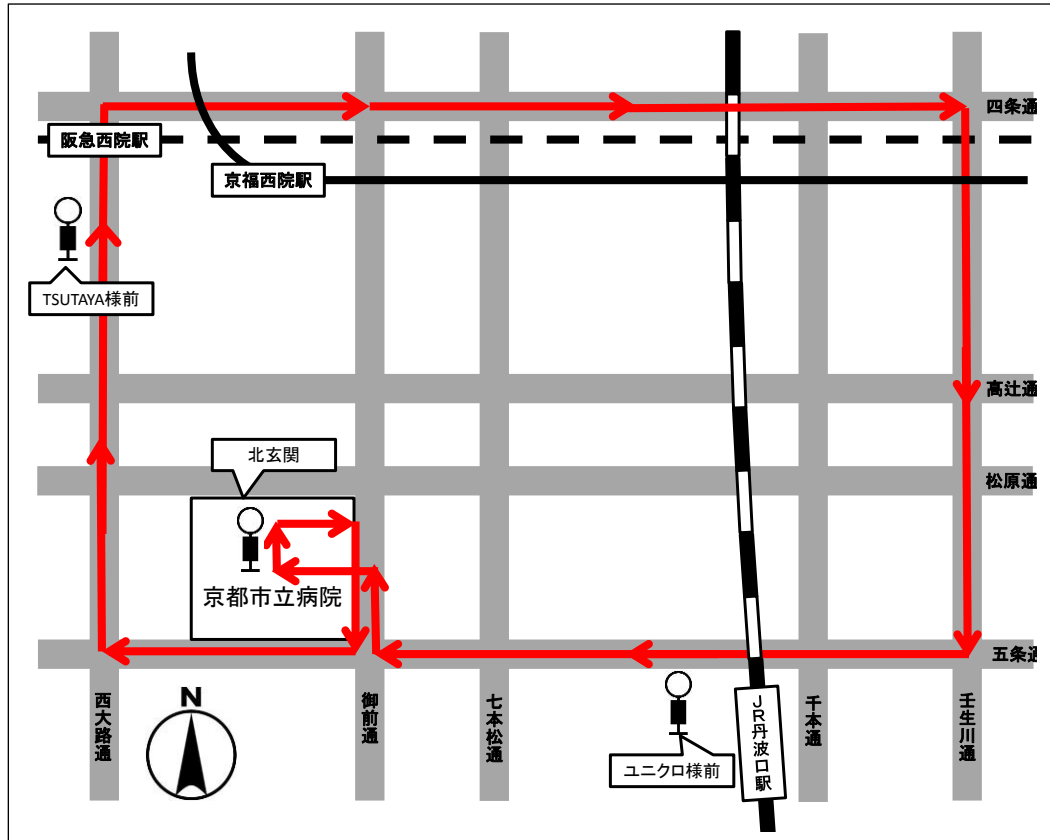 四条通
阪急西院駅
京福西院駅
TSUTAYA様前
高辻通
北玄関
松原通
京都市立病院
五条通
西大路通
N
御前通
七本松通
ユニクロ様前
JR丹波口駅
千本通
壬生川通